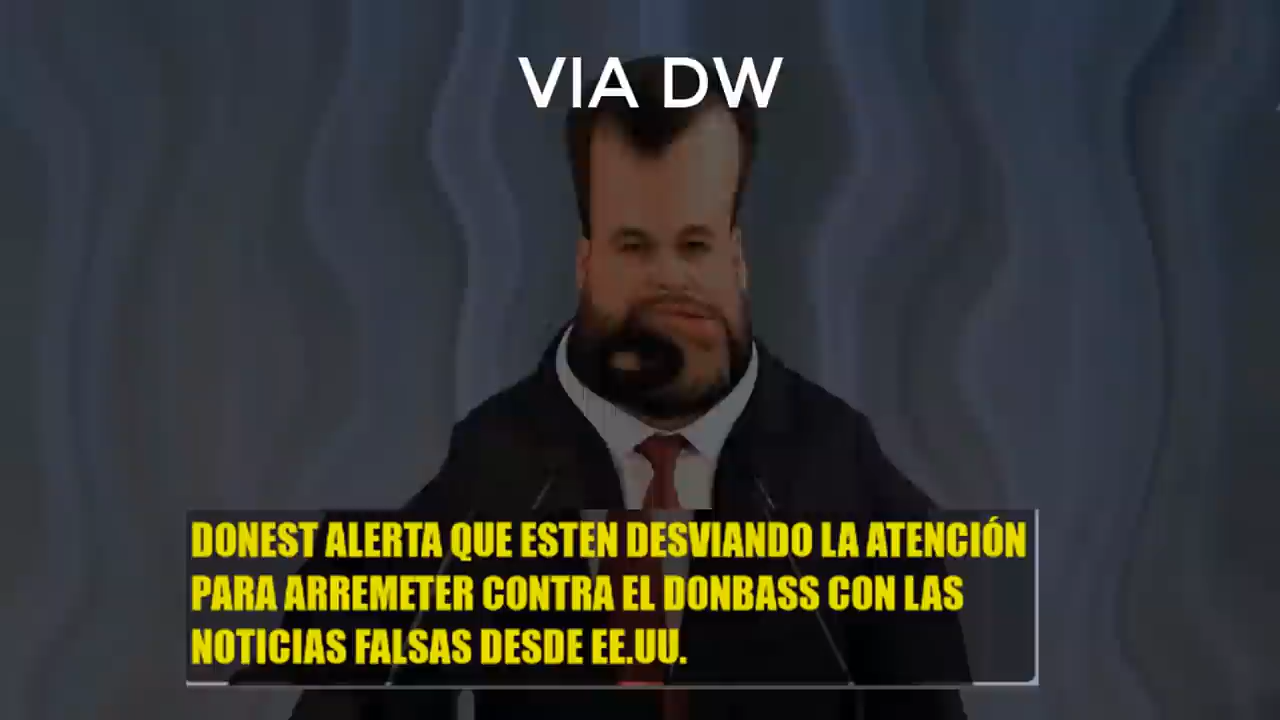 VIA DW
DONEST ALERTA QUE ESTEN DESVIANDO LA ATENCIÓN
PARA ARREMETER CONTRA EL DONBASS CON LAS
NOTICIAS FALSAS DESDE EE.UU.